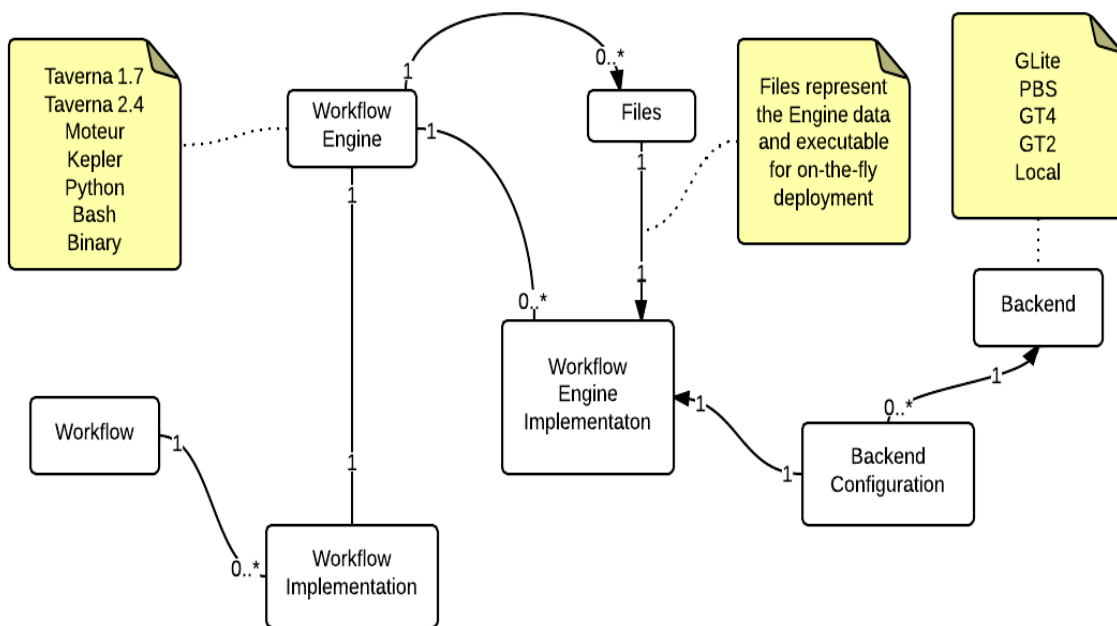 Taverna 1.7
Taverna 2.4
Moteur
Kepler
Python
Bash
Binary
1
0..*
Workflow
Engine
1
1
Files
1
Files represent
the Engine data
and executable
for on-the-fly
deployment
GLite
PBS
GT4
GT2
Local
Backend
1
0..*
0..*
1
Workflow
Engine
Implementaton
1
1
Backend
Configuration
Workflow
1
0..*
1
Workflow
Implementation